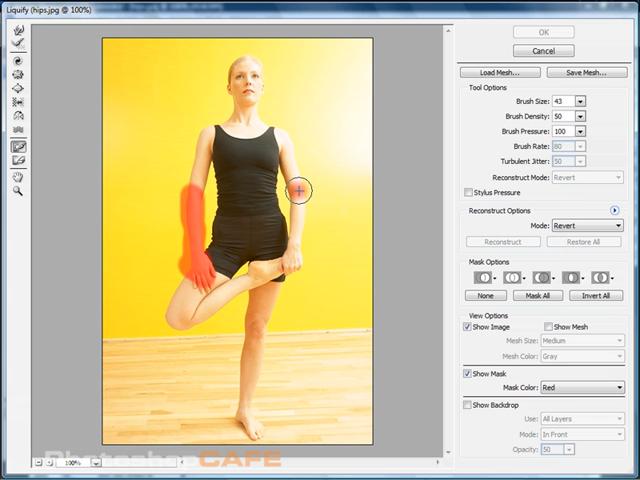 Liquify (hips.jpg @ 100%)
OK
Cancel
Load Mesh... Save Mesh...
Tool Options
Brush Size: 43
Brush Density: 50
Brush Pressure: 100
Brush Rate: 80
Turbulent Jitter: 50
Reconstruct Mode: Revert
Stylus Pressure
Reconstruct Options
Mode: Revert
Reconstruct Restore All
Mask Options
None Mask All Invert All
View Options
Show Image Show Mesh
Mesh Size: Medium
Mesh Color: Gray
Show Mask
Mask Color: Red
Show Backdrop
Use: All Layers
Mode: In Front
Opacity: 50
100%
PhotoshopCAFE